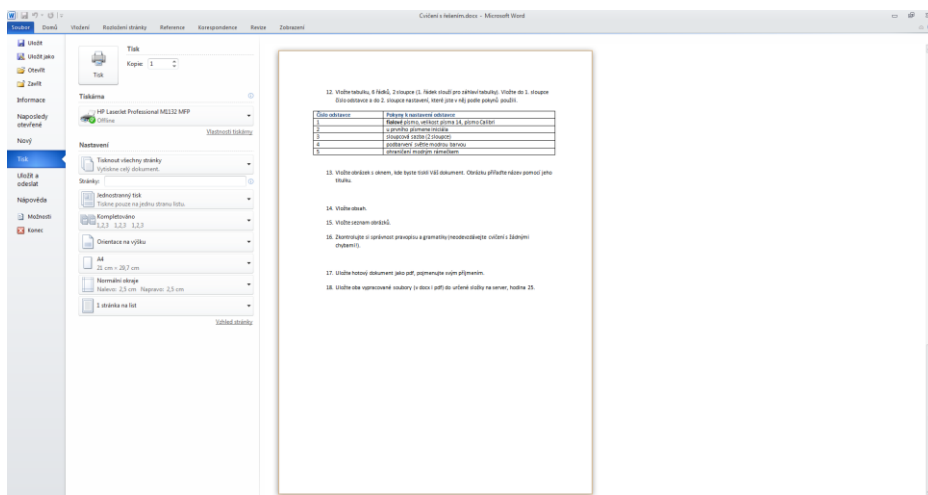 Cvičení s řešením.docx - Microsoft Word
Soubor Domů Vložení Rozložení stránky Reference Korespondence Revize Zobrazení
Uložit
Uložit jako
Otevřít
Zavřít
Informace
Naposledy
otevřené
Nový
Tisk
Uložit a
odeslat
Nápověda
Možnosti
Konec
Tisk
Tisk
Kopie: 1
Tiskárna
HP LaserJet Professional M1132 MFP
Offline
Vlastnosti tiskárny
Nastavení
Tisknout všechny stránky
Vytiskne celý dokument.
Stránky:
Jednostranný tisk
Tiskne pouze na jednu stranu listu.
Kompletováno
1,2,3 1,2,3 1,2,3
Orientace na výšku
A4
21 cm × 29,7 cm
Normální okraje
Nalevo: 2,5 cm Napravo: 2,5 cm
1 stránka na list
Vzhled stránky
12. Vložte tabulku, 6 řádků, 2 sloupce (1. řádek slouží pro záhlaví tabulky). Vložte do 1. sloupce
číslo odstavce a do 2. sloupce nastavení, které jste v něj podle pokynů použili.
Číslo odstavce Pokyny k nastavení odstavce
1 fialové písmo, velikost písma 14, písmo Calibri
2 u prvního písmene iniciála
3 sloupcová sazba (2 sloupce)
4 podbarvení světle modrou barvou
5 ohraničení modrým rámečkem
13. Vložte obrázek s oknem, kde byste tiskli Váš dokument. Obrázku přiřaďte název pomocí jeho
titulku.
14. Vložte obsah.
15. Vložte seznam obrázků.
16. Zkontrolujte si správnost pravopisu a gramatiky (neodevzdávejte cvičení s žádnými
chybami!).
17. Uložte hotový dokument jako pdf, pojmenujte svým příjmením.
18. Uložte oba vypracované soubory (v docx i pdf) do určené složky na server, hodina 25.